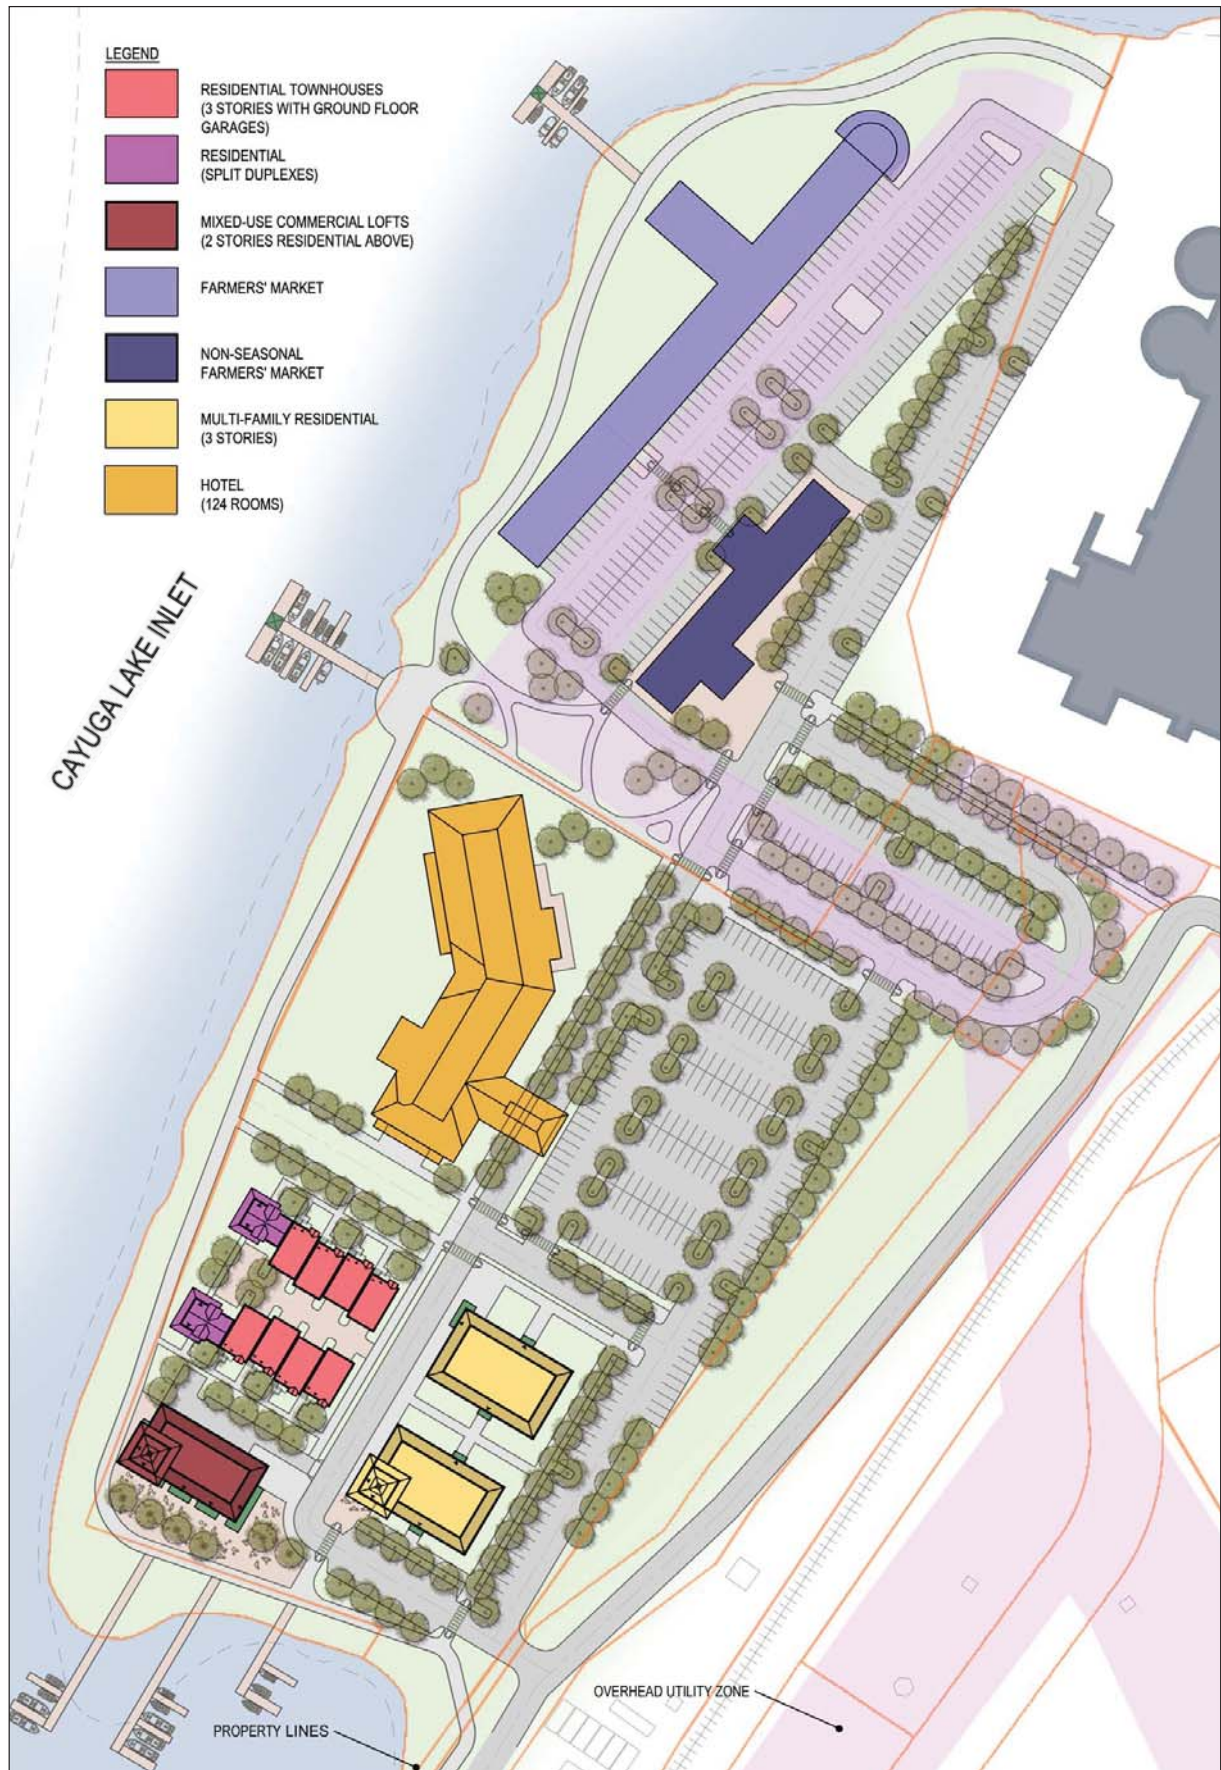 LEGEND
RESIDENTIAL TOWNHOUSES
(3 STORIES WITH GROUND FLOOR
GARAGES)
RESIDENTIAL
(SPLIT DUPLEXES)
MIXED-USE COMMERCIAL LOFTS
(2 STORIES RESIDENTIAL ABOVE)
FARMERS' MARKET
NON-SEASONAL
FARMERS' MARKET
MULTI-FAMILY RESIDENTIAL
(3 STORIES)
HOTEL
(124 ROOMS)
CAYUGA LAKE INLET
OVERHEAD UTILITY ZONE
PROPERTY LINES